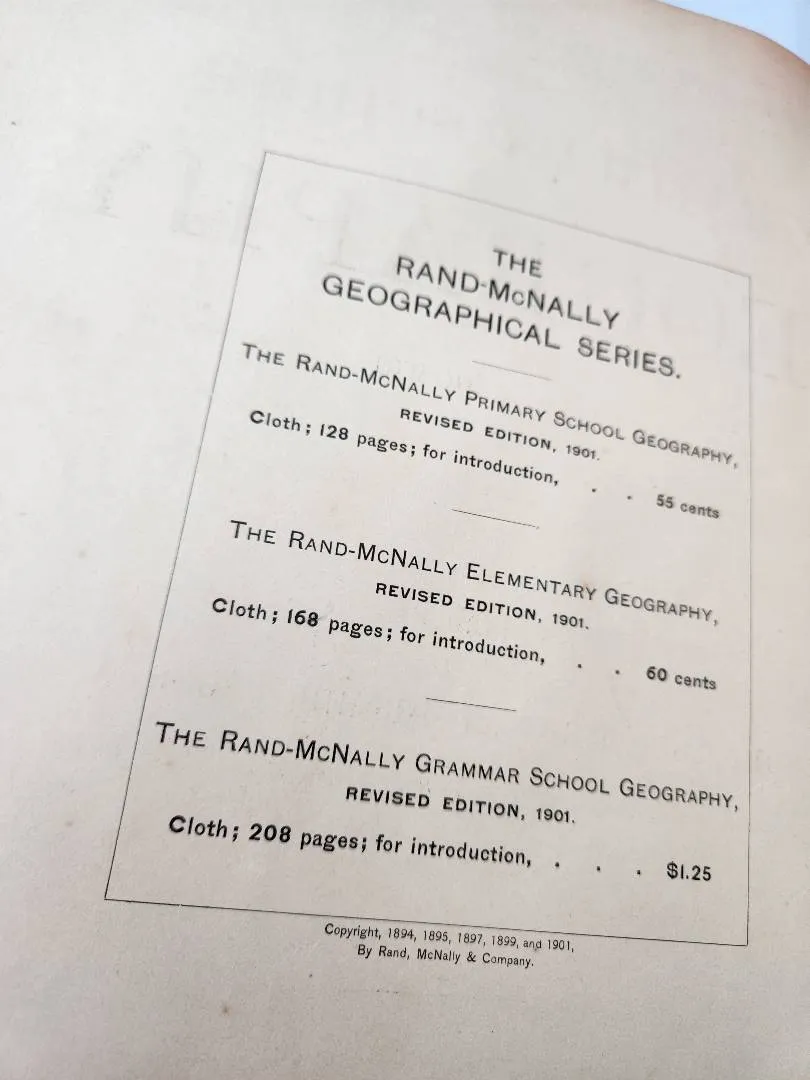 THE
RAND-McNALLY
GEOGRAPHICAL SERIES.
THE RAND-MCNALLY PRIMARY SCHOOL GEOGRAPHY,
REVISED EDITION, 1901.
Cloth; 128 pages; for introduction, . . 55 cents
THE RAND-MCNALLY ELEMENTARY GEOGRAPHY,
REVISED EDITION, 1901.
Cloth; 168 pages; for introduction, . . 60 cents
THE RAND-MCNALLY GRAMMAR SCHOOL GEOGRAPHY,
REVISED EDITION, 1901.
Cloth; 208 pages; for introduction, . . . $1.25
Copyright, 1894, 1895, 1897, 1899, and 1901,
By Rand, McNally & Company.